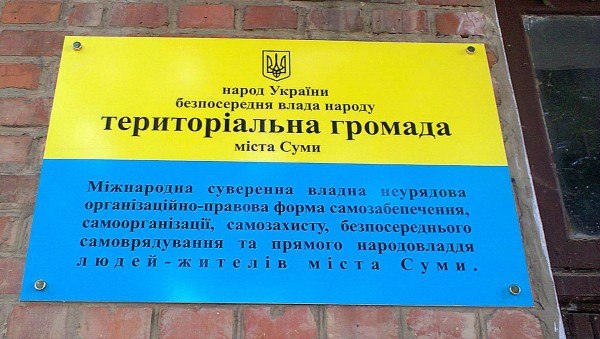 народ України
безпосередня влада народу
територіальна громада
міста Суми
Міжнародна суверенна владна неурядова
організаційно-правова форма самозабепечення,
самоорганізації, самозахисту, безпосереднього
самоврядування та прямого народовладдя
людей-жителів міста Суми.